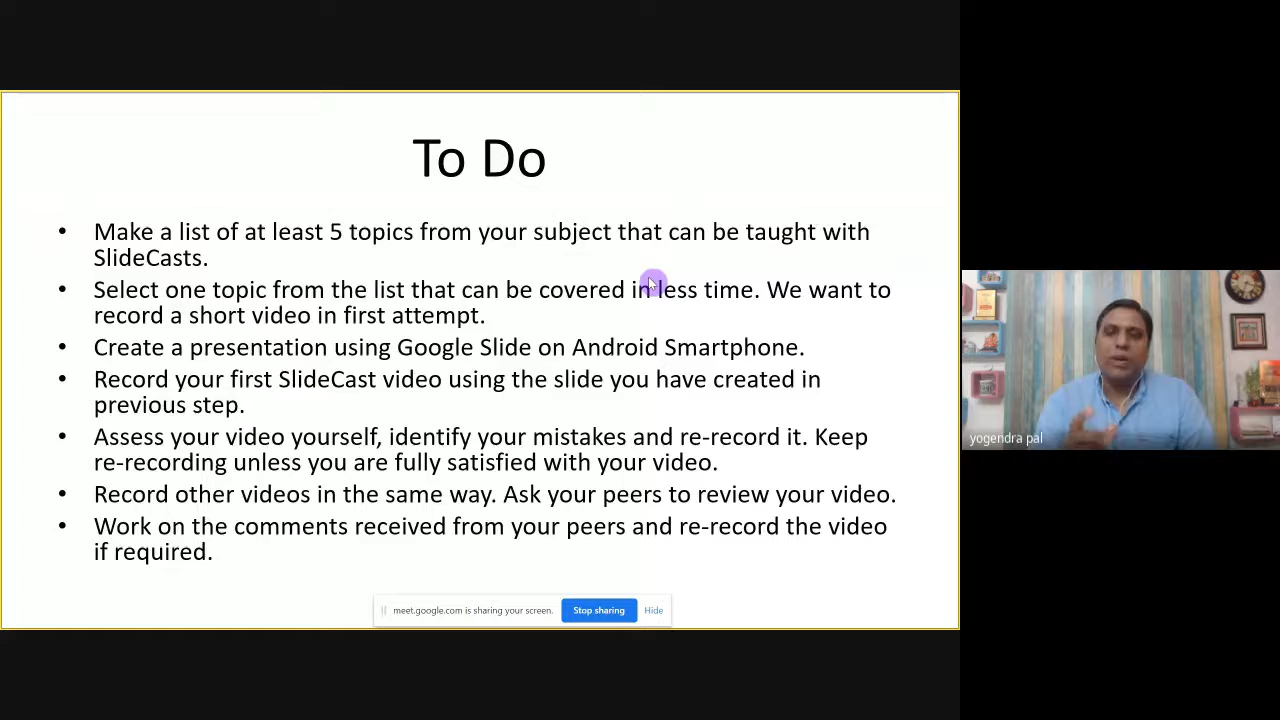 To Do
• Make a list of at least 5 topics from your subject that can be taught with
SlideCasts.
• Select one topic from the list that can be covered in less time. We want to
record a short video in first attempt.
• Create a presentation using Google Slide on Android Smartphone.
• Record your first SlideCast video using the slide you have created in
previous step.
• Assess your video yourself, identify your mistakes and re-record it. Keep
re-recording unless you are fully satisfied with your video.
• Record other videos in the same way. Ask your peers to review your video.
• Work on the comments received from your peers and re-record the video
if required.
meet.google.com is sharing your screen. Stop sharing Hide
yogendra pal